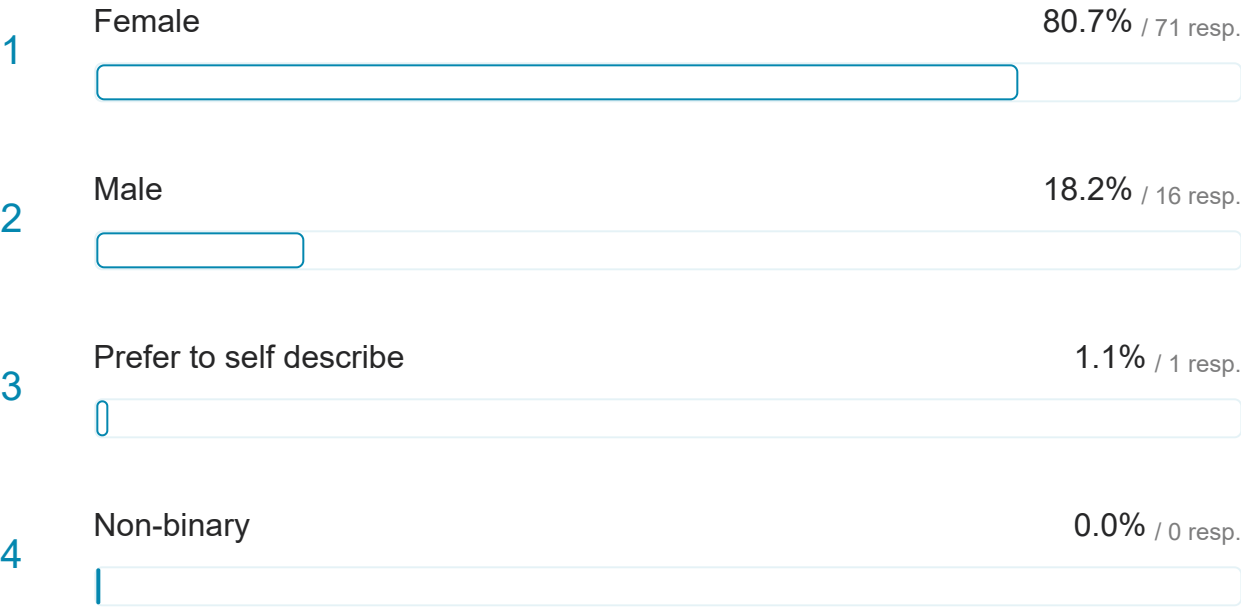 1
Female 80.7% / 71 resp.
2
Male 18.2% / 16 resp.
3
Prefer to self describe 1.1% / 1 resp.
4
Non-binary 0.0% / 0 resp.